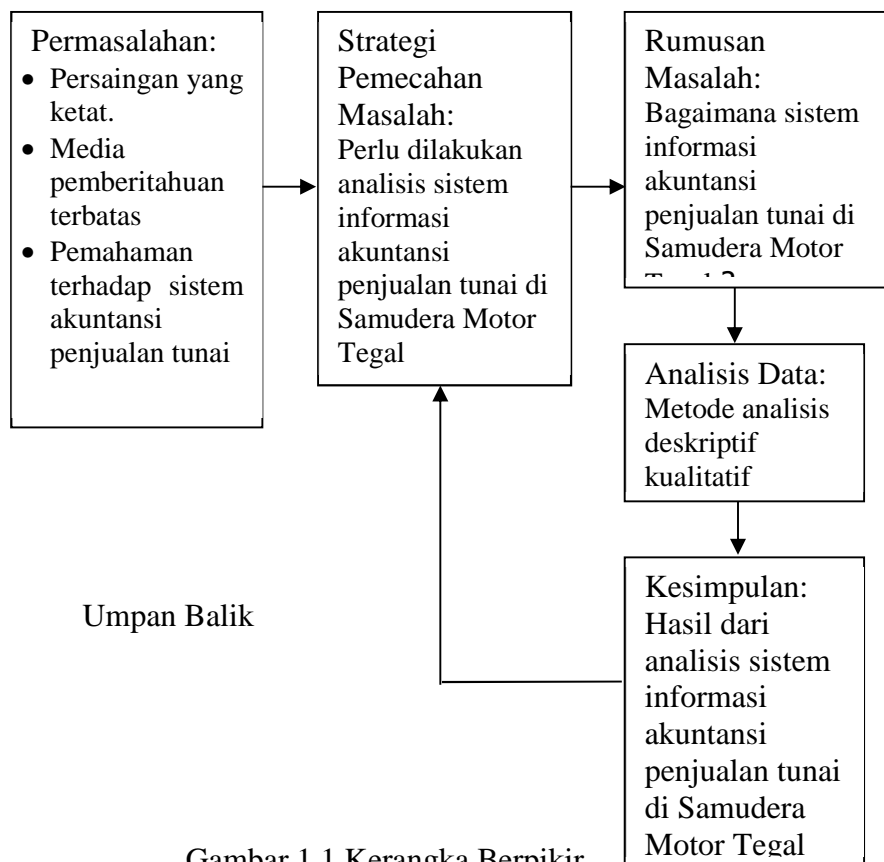 Permasalahan:
• Persaingan yang
ketat.
• Media
pemberitahuan
terbatas
• Pemahaman
terhadap sistem
akuntansi
penjualan tunai
Strategi
Pemecahan
Masalah:
Perlu dilakukan
analisis sistem
informasi
akuntansi
penjualan tunai di
Samudera Motor
Tegal
Rumusan
Masalah:
Bagaimana sistem
informasi
akuntansi
penjualan tunai di
Samudera Motor
Analisis Data:
Metode analisis
deskriptif
kualitatif
Kesimpulan:
Hasil dari
analisis sistem
informasi
akuntansi
penjualan tunai
di Samudera
Motor Tegal
Umpan Balik
Gambar 1.1 Kerangka Berpikir